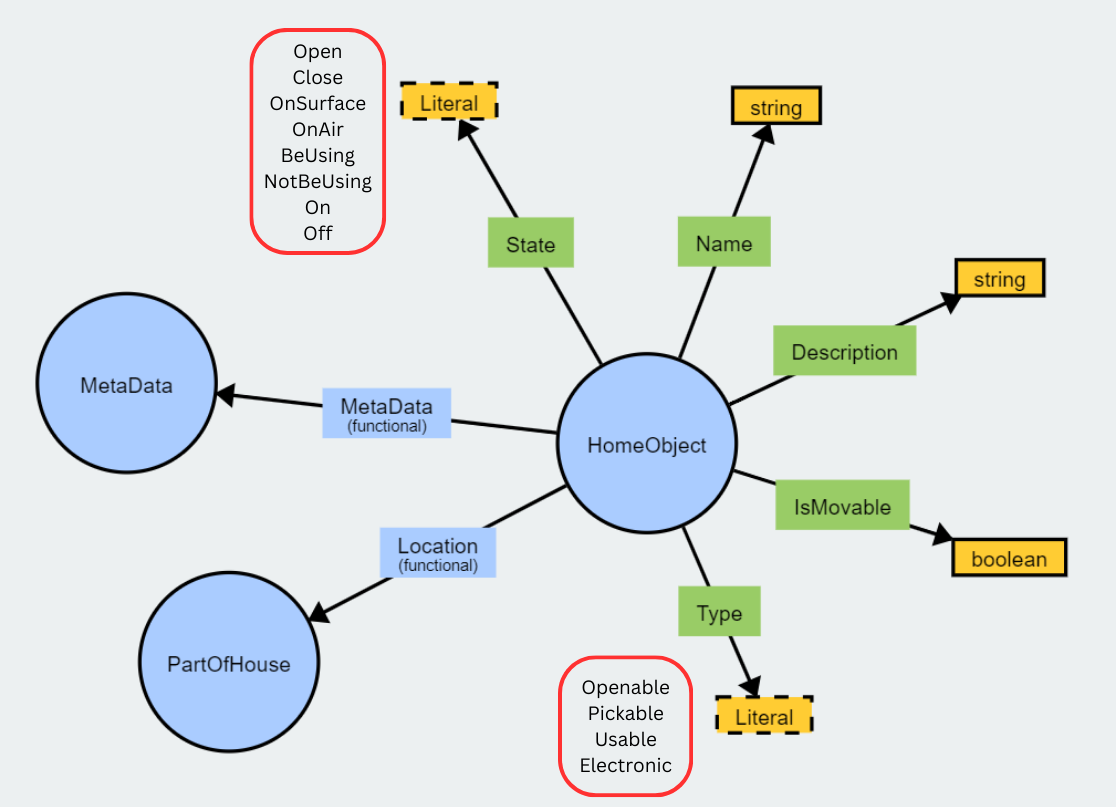 Open
Close
OnSurface
OnAir
BeUsing
NotBeUsing
On
Off
Literal
string
State
Name
string
Description
MetaData
MetaData
(functional)
HomeObject
IsMovable
Location
(functional)
boolean
Type
PartOfHouse
Openable
Pickable
Usable
Electronic
Literal